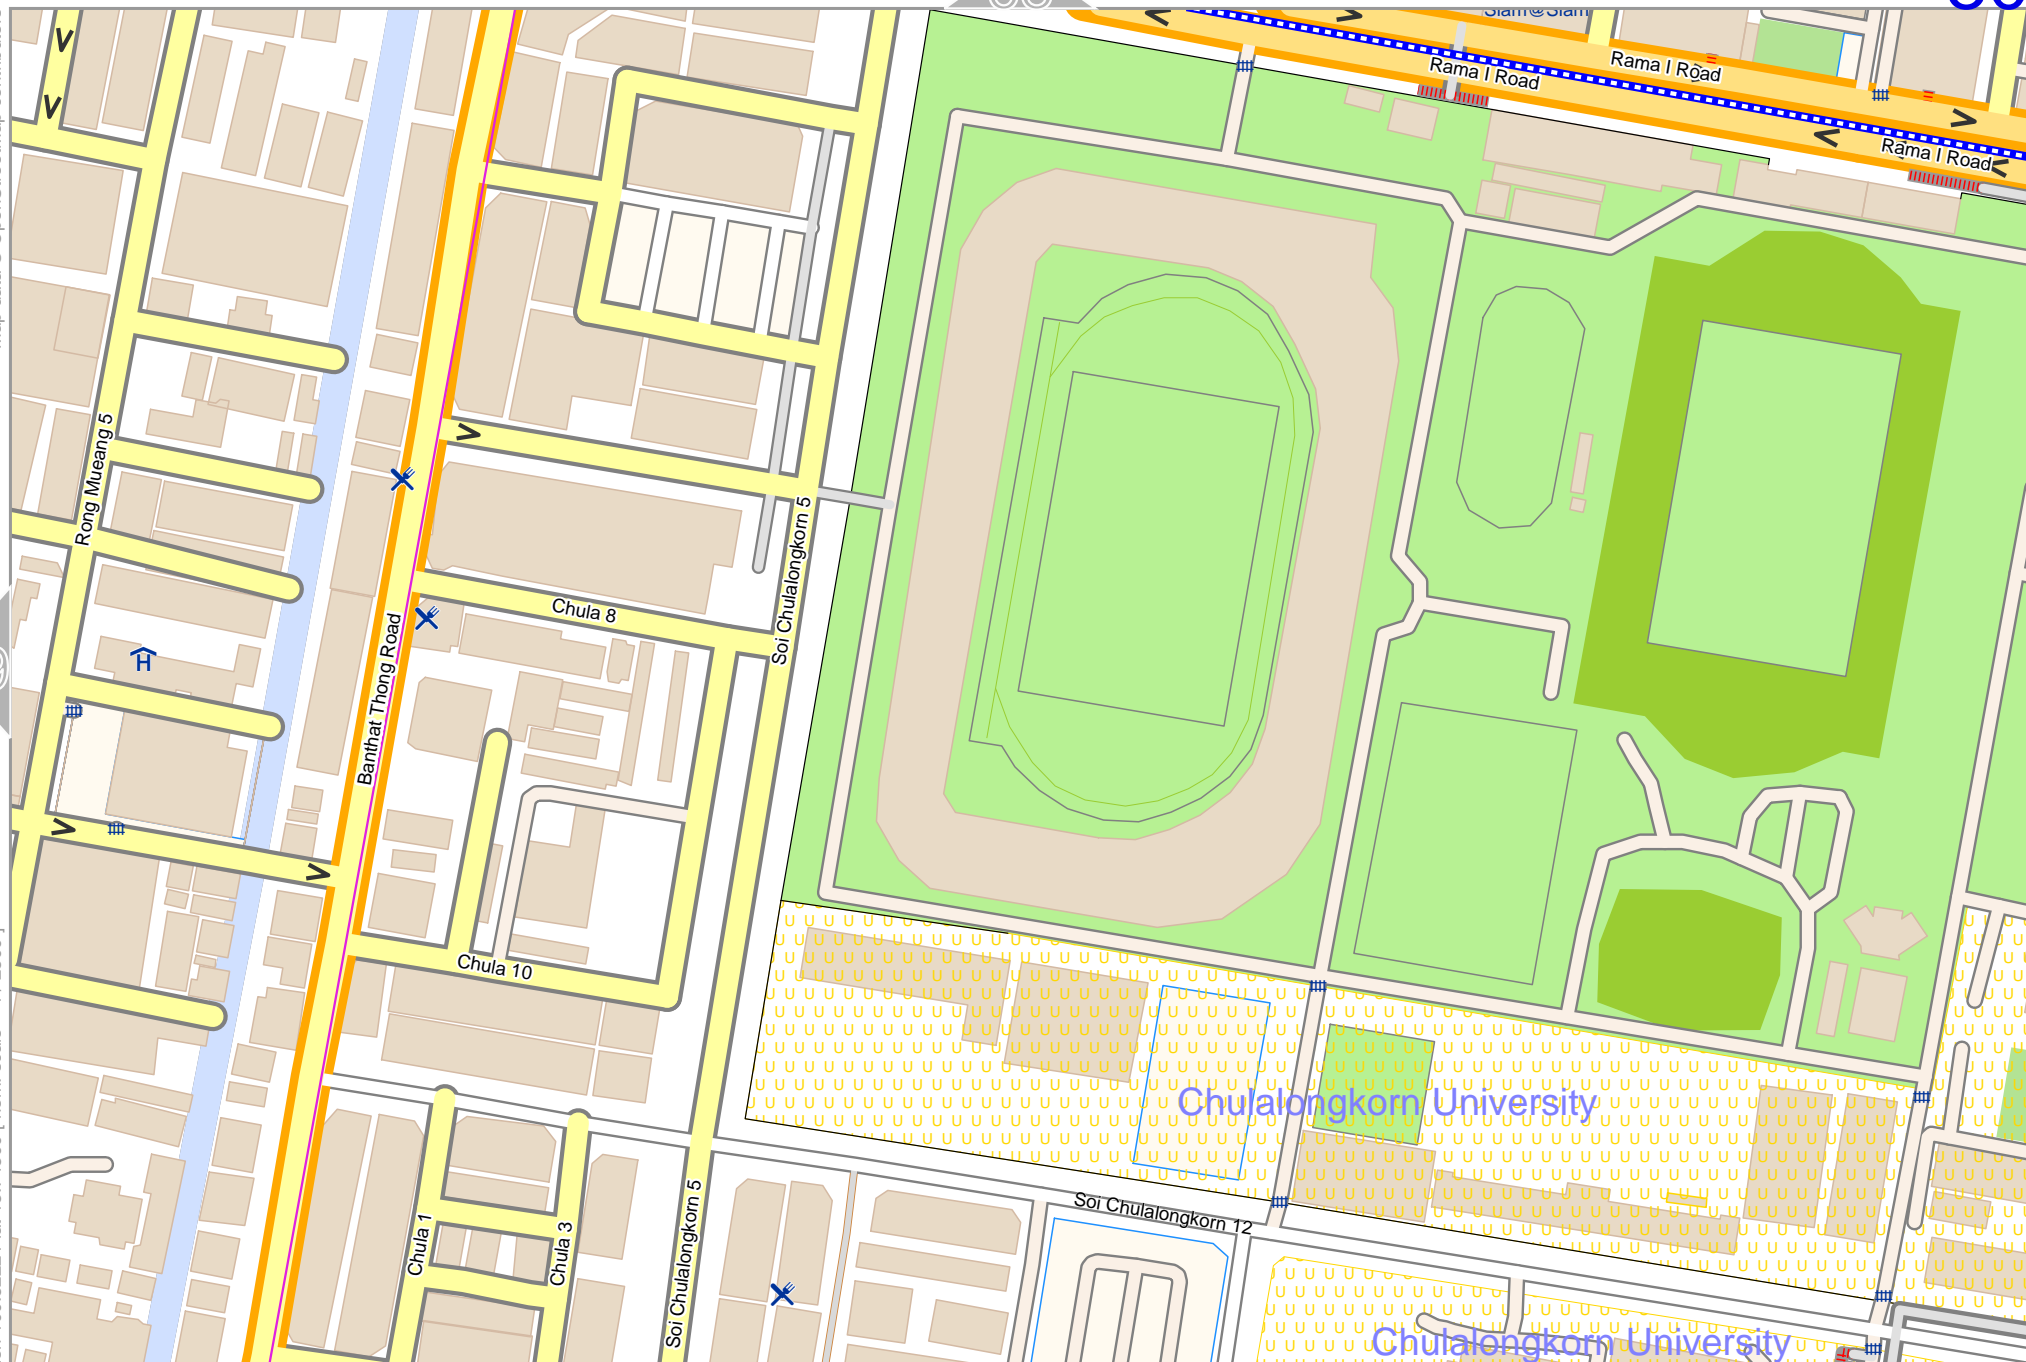 Siam@Siam
Rama I Road
Rama I Road
Rama I Road
Rong Mueang 5
Soi Chulalongkorn 5
Chula 8
Banthat Thong Road
H
Chula 10
Chulalongkorn University
Soi Chulalongkorn 12
Chula 1
Chula 3
Soi Chulalongkorn 5
Chulalongkorn University